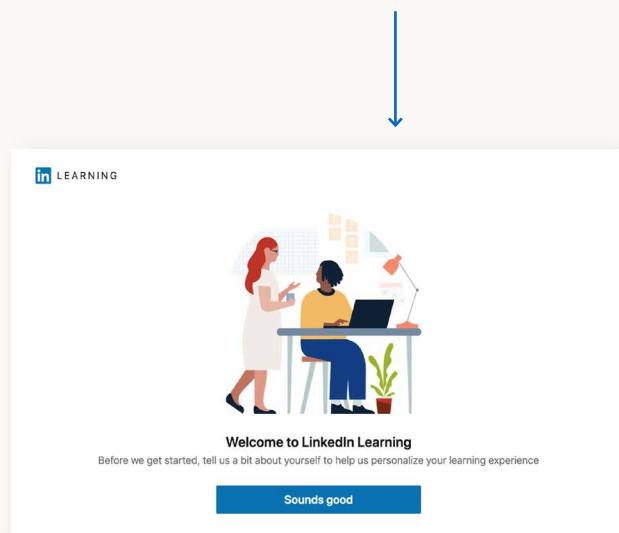 in LEARNING
Welcome to LinkedIn Learning
Before we get started, tell us a bit about yourself to help us personalize your learning experience
Sounds good